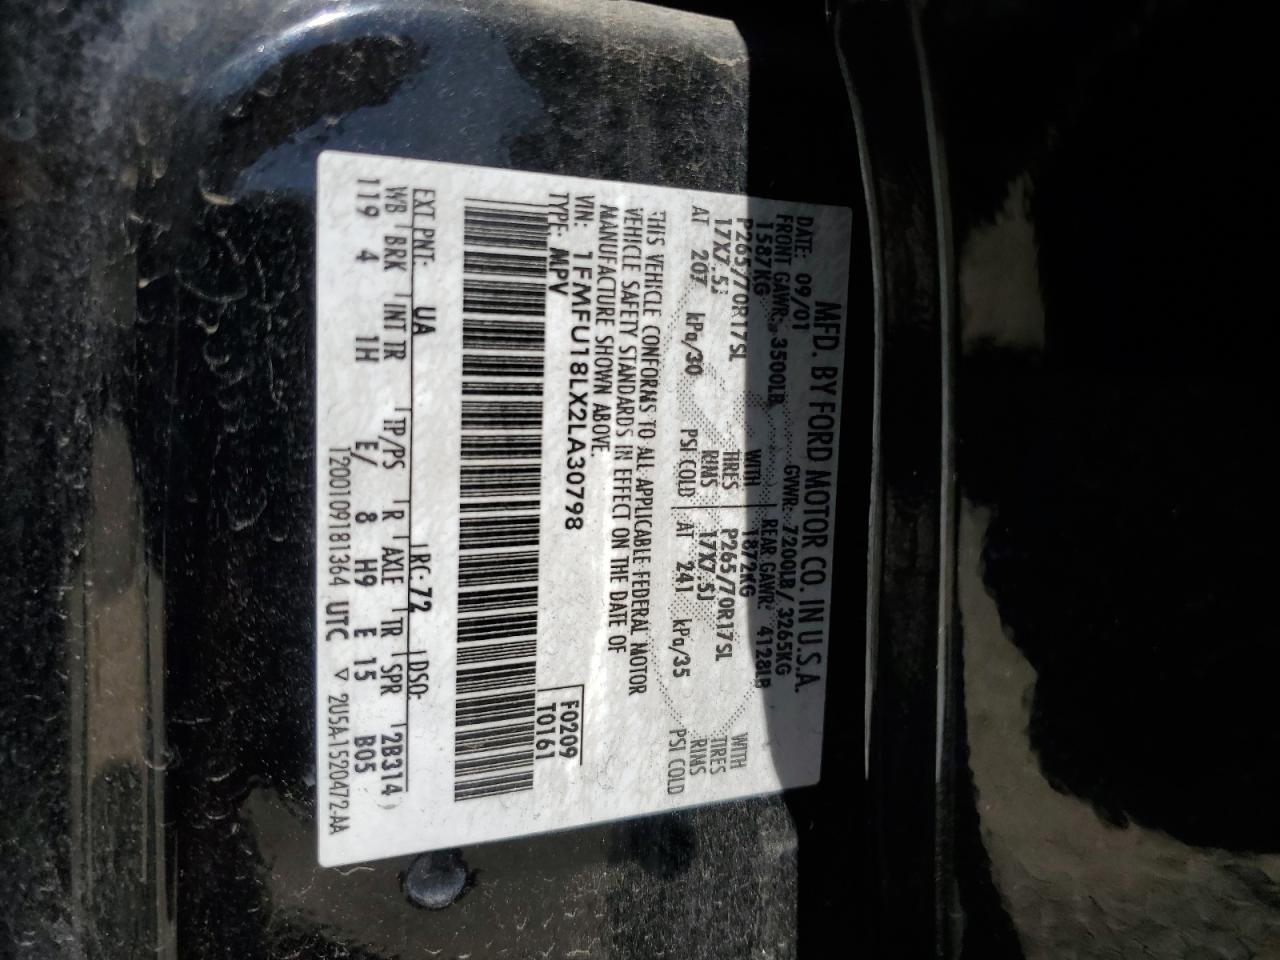 MFD. BY FORD MOTOR CO. IN U.S.A.
DATE: 09/01 GVWR: 7200LB/ 3265KG
FRONT GAWR: 3500LB REAR GAWR: 4128LB
1587KG WITH 1872KG WITH
P265/70R17SL TIRES P265/70R17SL TIRES
17X7.5J RIMS 17X7.5J RIMS
AT 207 kPa/30 PSI COLD AT 241 kPa/35 PSI COLD
THIS VEHICLE CONFORMS TO ALL APPLICABLE FEDERAL MOTOR
VEHICLE SAFETY STANDARDS IN EFFECT ON THE DATE OF
MANUFACTURE SHOWN ABOVE.
VIN: 1FMFU18LX2LA30798 F0209
TYPE: MPV T0161
EXT PNT: UA RC: 72 DSO:
WB BRK INT TR TP/PS R AXLE TR SPR 2B314
119 4 1H E/ 8 H9 E 15 B05
1200109181364 UTC ▽ 2U5A-1520472-AA